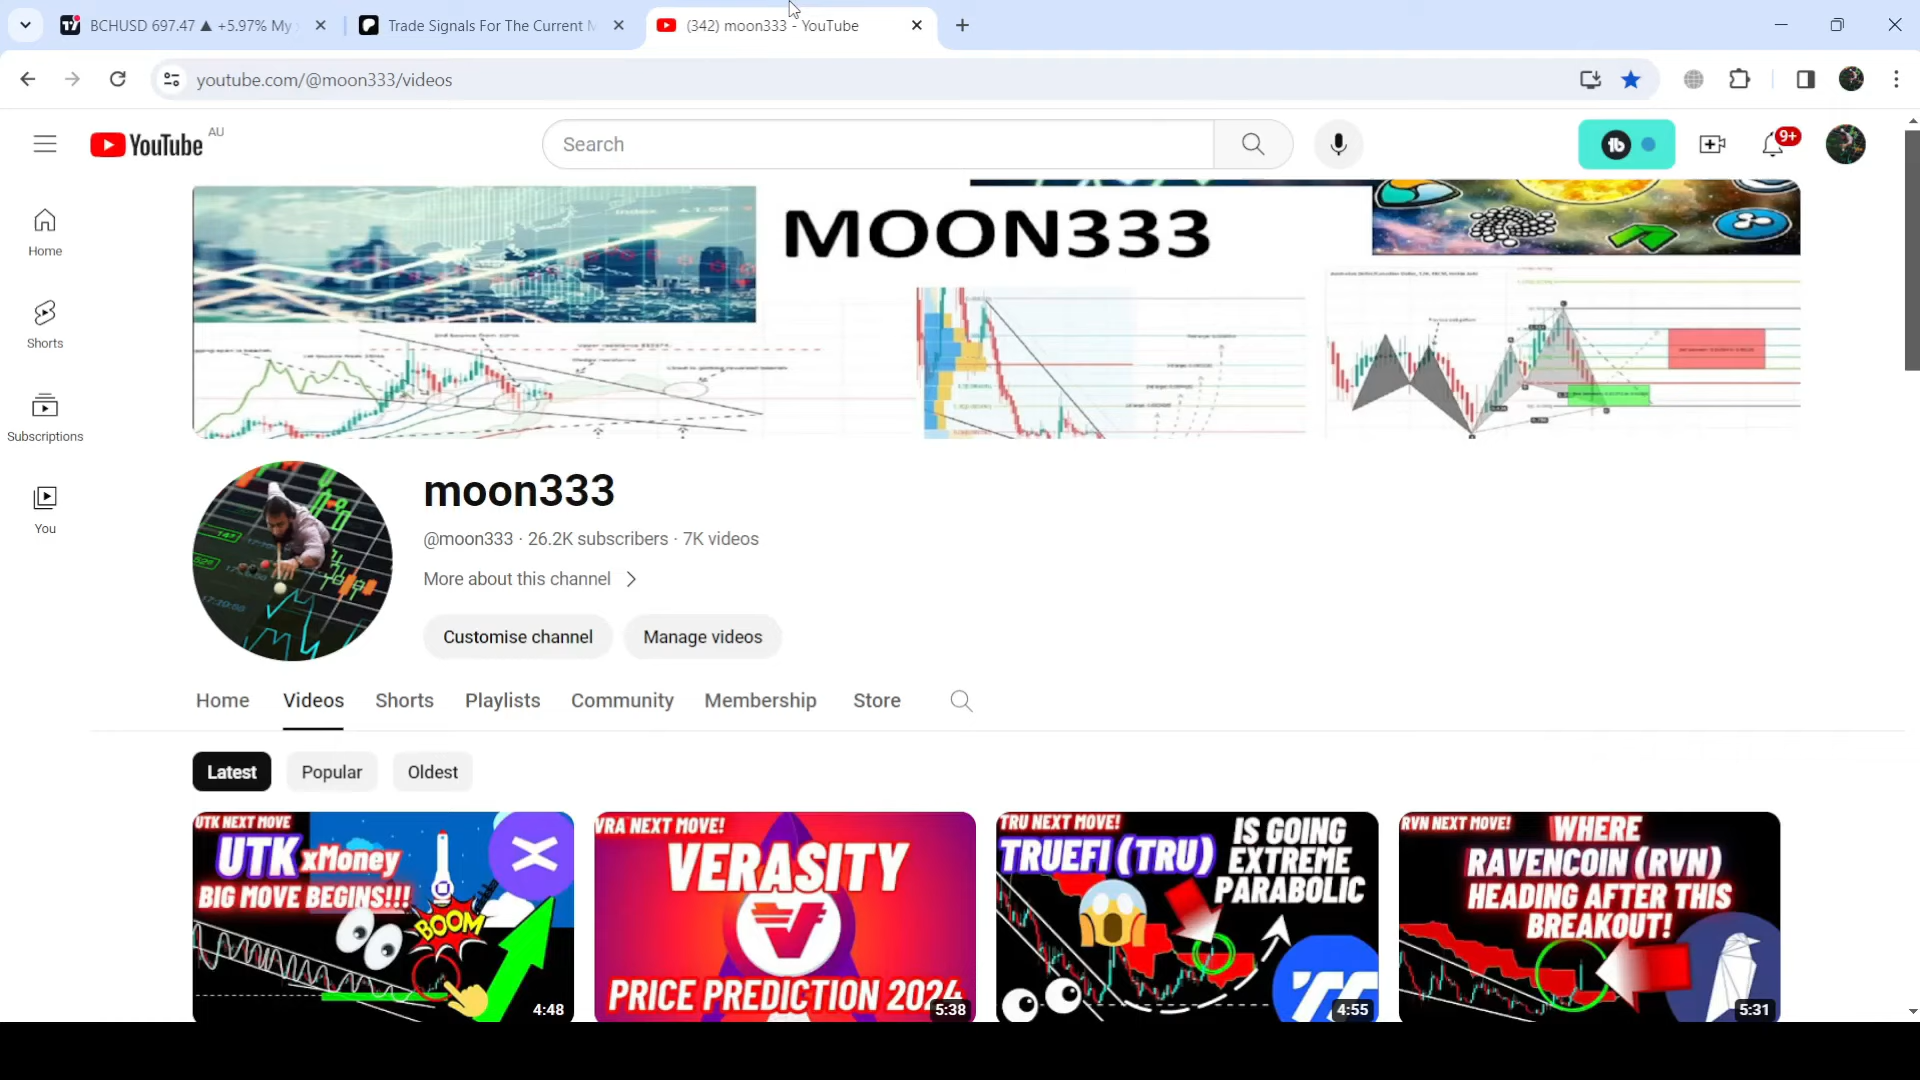 BCHUSD 697.47 ▲ +5.97% My
Trade Signals For The Current M
(342) moon333 - YouTube
youtube.com/@moon333/videos
YouTube AU
Search
9+
MOON333
Home
Shorts
Subscriptions
You
moon333
@moon333 · 26.2K subscribers · 7K videos
More about this channel
Customise channel
Manage videos
Home
Videos
Shorts
Playlists
Community
Membership
Store
Latest
Popular
Oldest
UTK NEXT MOVE
UTK xMoney
BIG MOVE BEGINS!!!
BOOM
4:48
VRA NEXT MOVE!
VERASITY
PRICE PREDICTION 2024
5:38
TRU NEXT MOVE!
TRUEFI (TRU)
IS GOING
EXTREME
PARABOLIC
4:55
RVN NEXT MOVE!
WHERE
RAVENCOIN (RVN)
HEADING AFTER THIS
BREAKOUT!
5:31